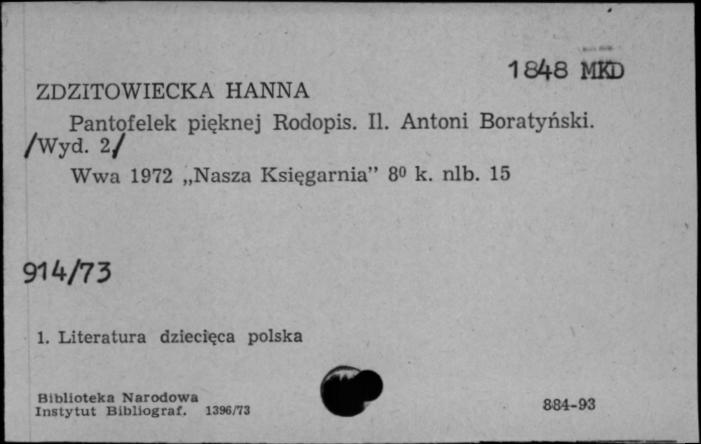 1848 MKD
ZDZITOWIECKA HANNA
Pantofelek pięknej Rodopis. Il. Antoni Boratyński.
/Wyd. 2/
Wwa 1972 „Nasza Księgarnia” 8⁰ k. nlb. 15
914/73
1. Literatura dziecięca polska
Biblioteka Narodowa
Instytut Bibliograf. 1396/73
884-93